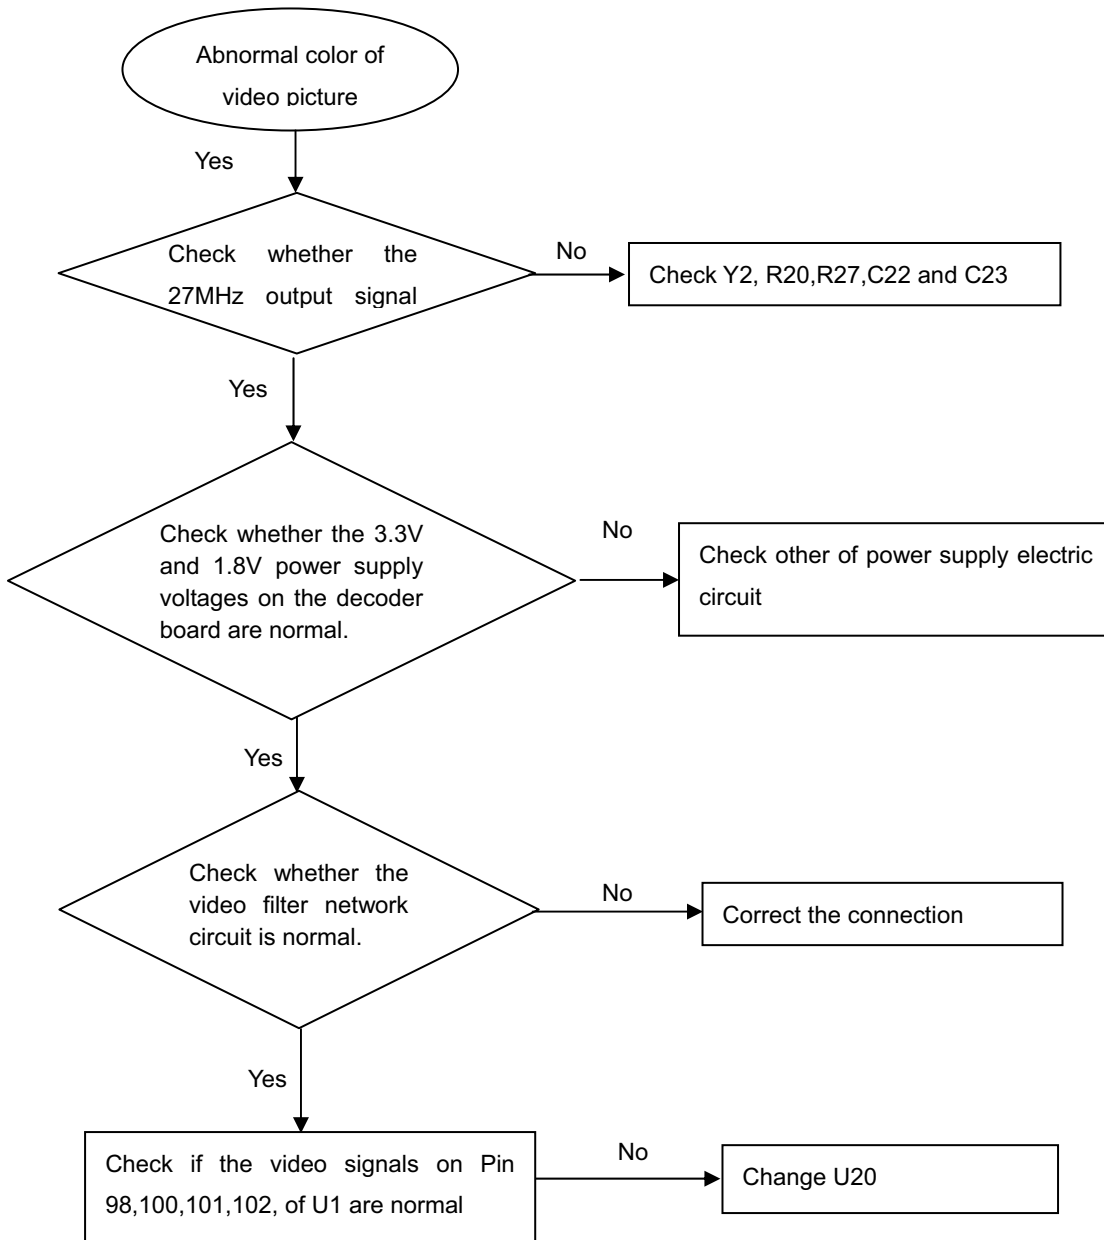 Abnormal color of
video picture
Yes
Check whether the
27MHz output signal
No
Check Y2, R20,R27,C22 and C23
Yes
Check whether the 3.3V
and 1.8V power supply
voltages on the decoder
board are normal.
No
Check other of power supply electric
circuit
Yes
Check whether the
video filter network
circuit is normal.
No
Correct the connection
Yes
Check if the video signals on Pin
98,100,101,102, of U1 are normal
No
Change U20